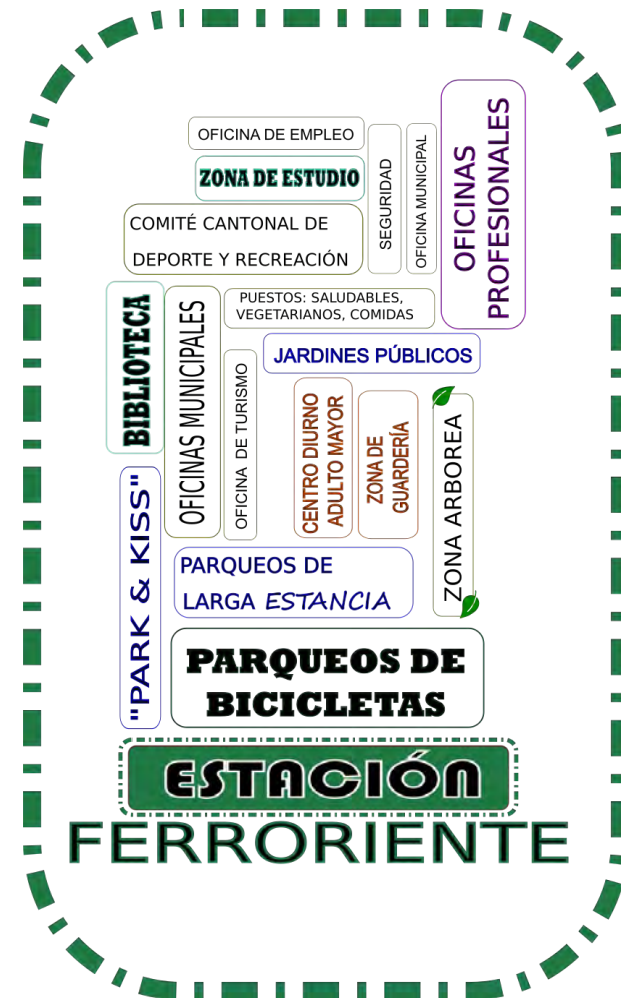 OFICINA DE EMPLEO
ZONA DE ESTUDIO
COMITÉ CANTONAL DE
DEPORTE Y RECREACIÓN
SEGURIDAD
OFICINA MUNICIPAL
OFICINAS
PROFESIONALES
BIBLIOTECA
OFICINAS MUNICIPALES
PUESTOS: SALUDABLES,
VEGETARIANOS, COMIDAS
OFICINA DE TURISMO
JARDINES PÚBLICOS
CENTRO DIURNO
ADULTO MAYOR
ZONA DE
GUARDERÍA
ZONA ARBOREA
"PARK & KISS"
PARQUEOS DE
LARGA ESTANCIA
PARQUEOS DE
BICICLETAS
ESTACIÓN
FERRORIENTE